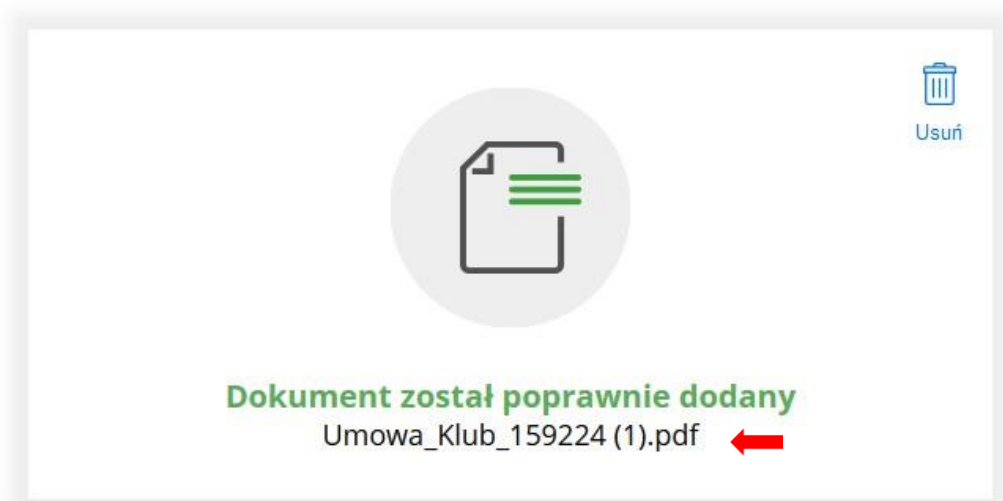 Usuń
Dokument został poprawnie dodany
Umowa_Klub_159224 (1).pdf